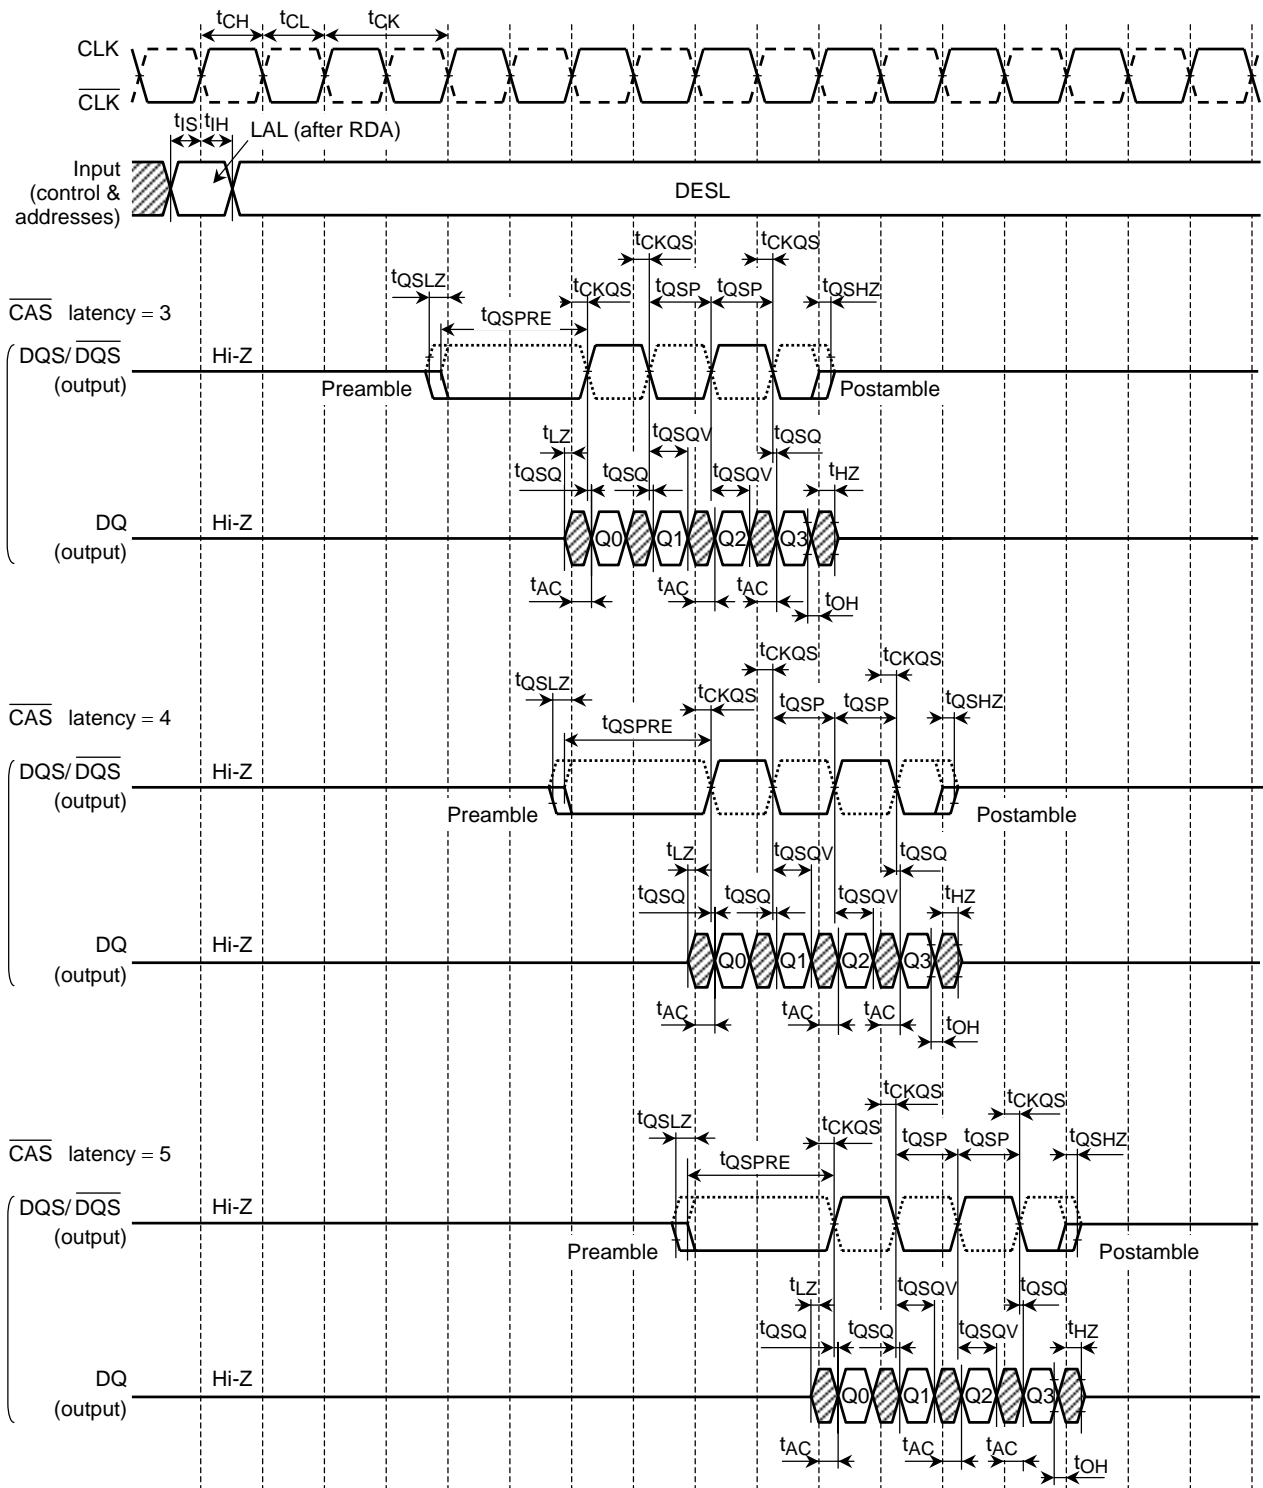 tCH tCL tCK
CLK
CLK
tIS tIH LAL (after RDA)
Input
(control &
addresses)
DESL
tCKQS tCKQS
tQSLZ tCKQS tQSP tQSP tQSHZ
CAS latency = 3
tQSPRE
DQS/ DQS
(output)
Hi-Z
Preamble Postamble
tLZ tQSQV tQSQ
tQSQ tQSQ tQSQV tHZ
DQ
(output)
Hi-Z
Q0 Q1 Q2 Q3
tAC tAC tAC
tOH
tCKQS tCKQS
tQSLZ tCKQS tQSP tQSP tQSHZ
CAS latency = 4
tQSPRE
DQS/ DQS
(output)
Hi-Z
Preamble Postamble
tLZ tQSQV tQSQ
tQSQ tQSQ tQSQV tHZ
DQ
(output)
Hi-Z
Q0 Q1 Q2 Q3
tAC tAC tAC
tOH
tCKQS tCKQS
tQSLZ tCKQS tQSP tQSP tQSHZ
CAS latency = 5
tQSPRE
DQS/ DQS
(output)
Hi-Z
Preamble Postamble
tLZ tQSQV tQSQ
tQSQ tQSQ tQSQV tHZ
DQ
(output)
Hi-Z
Q0 Q1 Q2 Q3
tAC tAC tAC
tOH